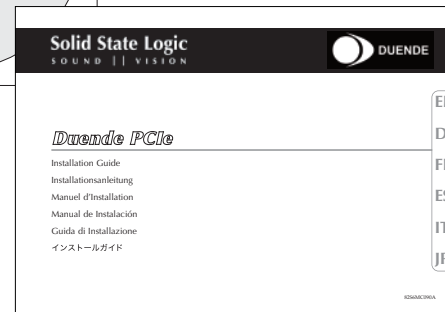 Solid State Logic
SOUND || VISION
DUENDE
Duende PCIe
Installation Guide
Installationsanleitung
Manuel d'Installation
Manual de Instalación
Guida di Installazione
インストールガイド
D